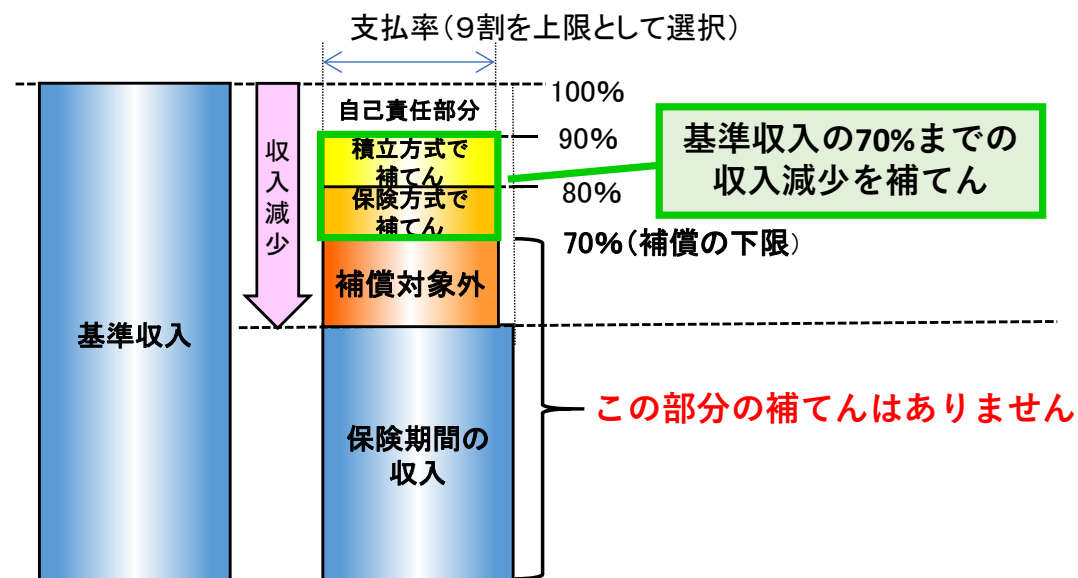 支払率（９割を上限として選択）
100%
自己責任部分
90%
積立方式で
補てん
80%
保険方式で
補てん
基準収入の70%までの
収入減少を補てん
収入減少
70%（補償の下限）
補償対象外
基準収入
この部分の補てんはありません
保険期間の
収入